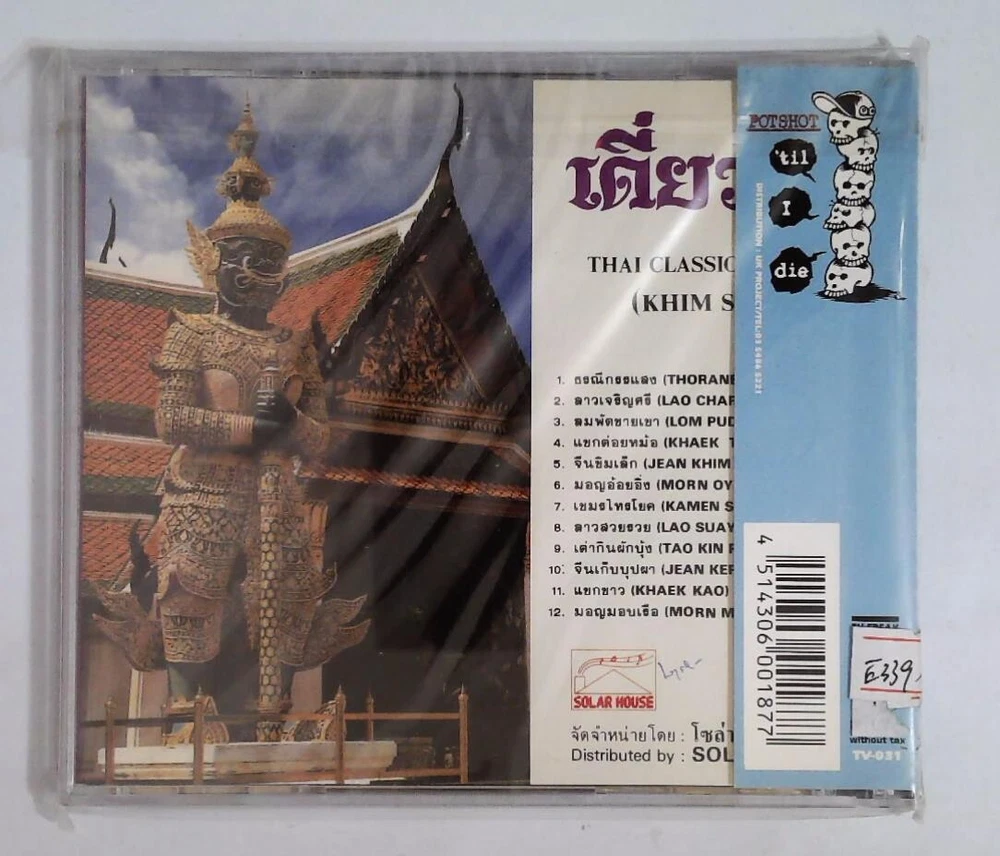 เดี่ยว
THAI CLASSIC
(KHIM S
1. ธรณีกรรแสง (THORANE
2. ลาวเจริญศรี (LAO CHAR
3. ลมพัดชายเขา (LOM PUD
4. แขกต่อยหม้อ (KHAEK T
5. จีนขิมเล็ก (JEAN KHIM
6. มอญอ้อยอิ่ง (MORN OY
7. เขมรไทรโยค (KAMEN S
8. ลาวสวยรวย (LAO SUAY
9. เต่ากินผักบุ้ง (TAO KIN P
10. จีนเก็บบุปผา (JEAN KEP
11. แขกขาว (KHAEK KAO)
12. มอญมอบเรือ (MORN M
SOLAR HOUSE
จัดจำหน่ายโดย : โซล่า
Distributed by : SOL
POTSHOT
'til
I
die
DISTRIBUTION · UK PROJECT/TEL:03 5456 5221
4 514306 001877
E339
without tax
TV-031